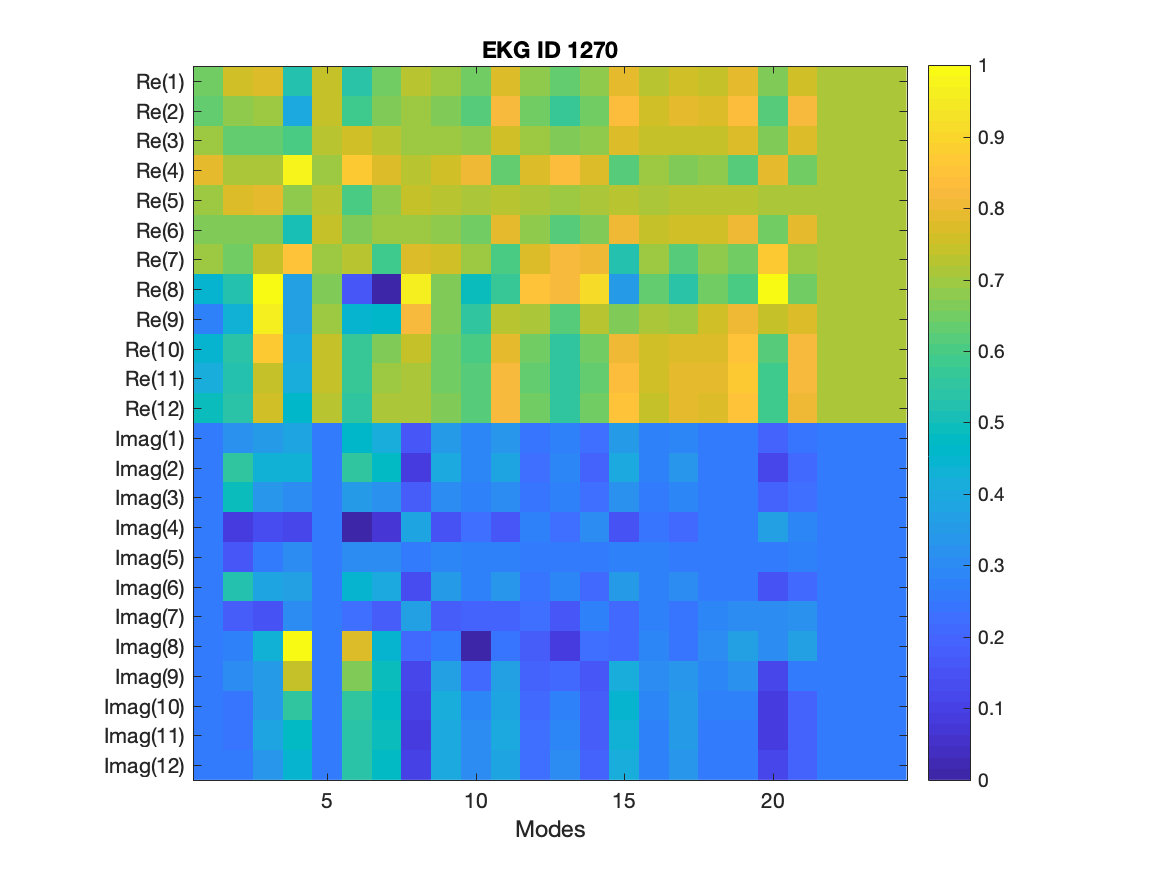 EKG ID 1270
Re(1)
Re(2)
Re(3)
Re(4)
Re(5)
Re(6)
Re(7)
Re(8)
Re(9)
Re(10)
Re(11)
Re(12)
Imag(1)
Imag(2)
Imag(3)
Imag(4)
Imag(5)
Imag(6)
Imag(7)
Imag(8)
Imag(9)
Imag(10)
Imag(11)
Imag(12)
5 10 15 20
Modes
1
0.9
0.8
0.7
0.6
0.5
0.4
0.3
0.2
0.1
0